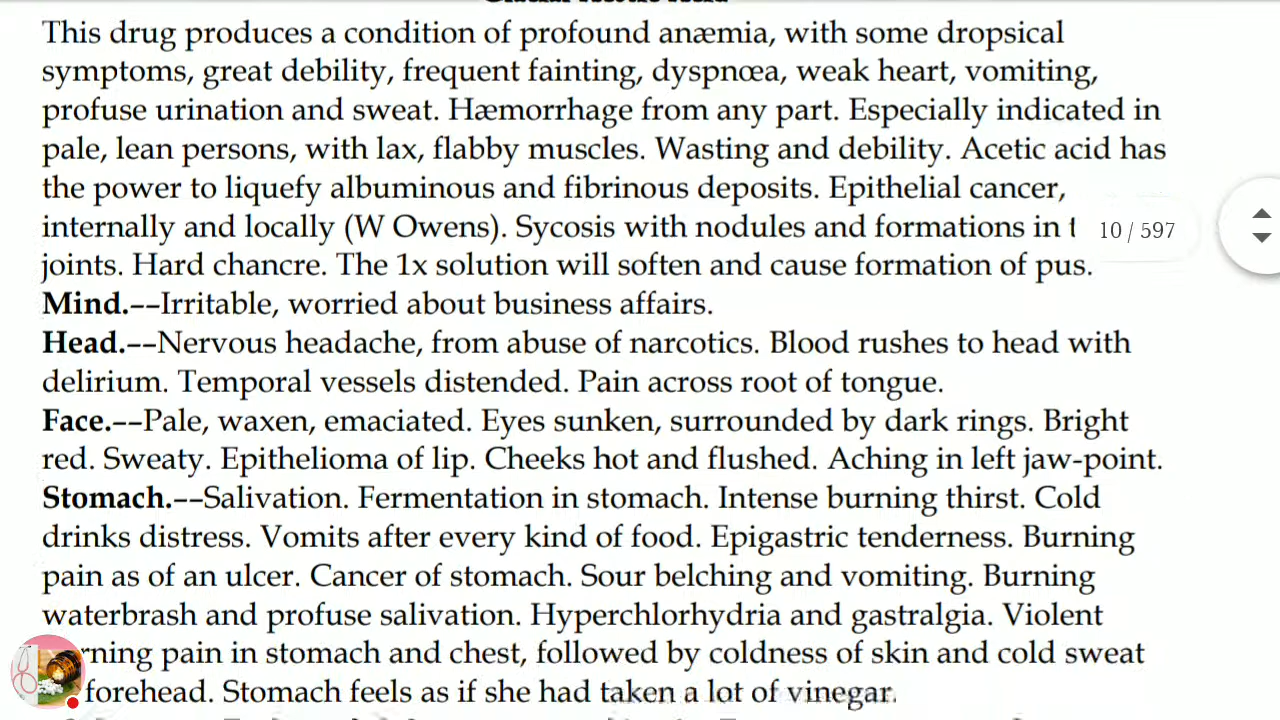 This drug produces a condition of profound anæmia, with some dropsical
symptoms, great debility, frequent fainting, dyspnœa, weak heart, vomiting,
profuse urination and sweat. Hæmorrhage from any part. Especially indicated in
pale, lean persons, with lax, flabby muscles. Wasting and debility. Acetic acid has
the power to liquefy albuminous and fibrinous deposits. Epithelial cancer,
internally and locally (W Owens). Sycosis with nodules and formations in
10 / 597
joints. Hard chancre. The 1x solution will soften and cause formation of pus.
Mind.--Irritable, worried about business affairs.
Head.--Nervous headache, from abuse of narcotics. Blood rushes to head with
delirium. Temporal vessels distended. Pain across root of tongue.
Face.--Pale, waxen, emaciated. Eyes sunken, surrounded by dark rings. Bright
red. Sweaty. Epithelioma of lip. Cheeks hot and flushed. Aching in left jaw-point.
Stomach.--Salivation. Fermentation in stomach. Intense burning thirst. Cold
drinks distress. Vomits after every kind of food. Epigastric tenderness. Burning
pain as of an ulcer. Cancer of stomach. Sour belching and vomiting. Burning
waterbrash and profuse salivation. Hyperchlorhydria and gastralgia. Violent
rning pain in stomach and chest, followed by coldness of skin and cold sweat
forehead. Stomach feels as if she had taken a lot of vinegar.